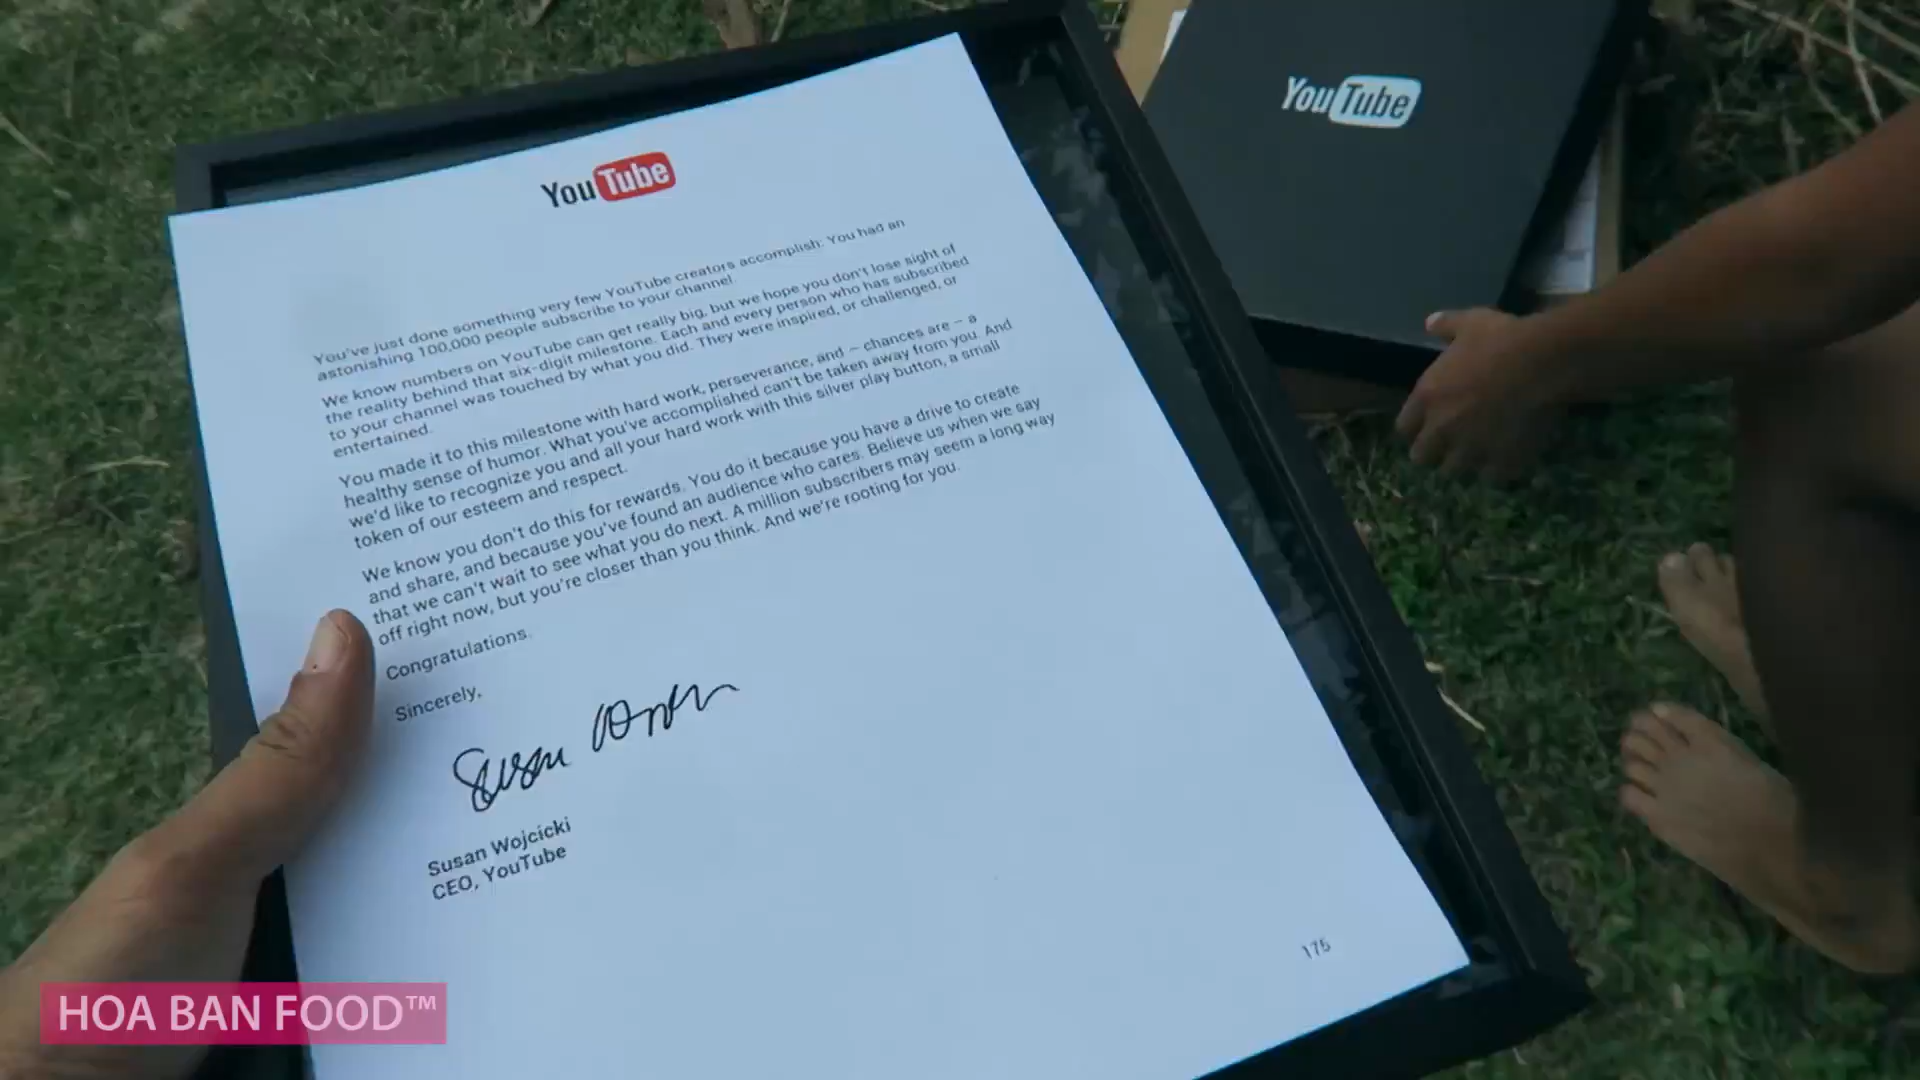 YouTube
YouTube
You've just done something very few YouTube creators accomplish: You had an
astonishing 100,000 people subscribe to your channel.
We know numbers on YouTube can get really big, but we hope you don't lose sight of
the reality behind that six-digit milestone. Each and every person who has subscribed
to your channel was touched by what you did. They were inspired, or challenged, or
entertained.
You made it to this milestone with hard work, perseverance, and – chances are – a
healthy sense of humor. What you've accomplished can't be taken away from you. And
we'd like to recognize you and all your hard work with this silver play button, a small
token of our esteem and respect.
We know you don't do this for rewards. You do it because you have a drive to create
and share, and because you've found an audience who cares. Believe us when we say
that we can't wait to see what you do next. A million subscribers may seem a long way
off right now, but you're closer than you think. And we're rooting for you.
Congratulations.
Sincerely,
Susan
Susan Wojcicki
CEO, YouTube
175
HOA BAN FOOD™